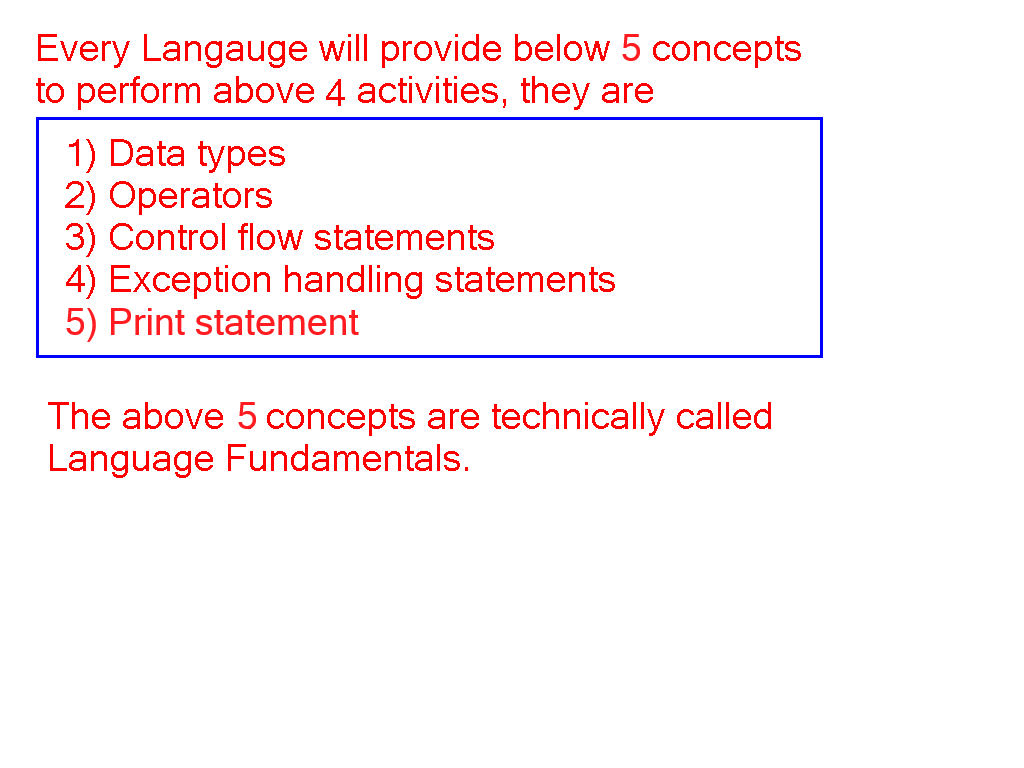 Every Langauge will provide below 5 concepts
to perform above 4 activities, they are
1) Data types
2) Operators
3) Control flow statements
4) Exception handling statements
5) Print statement
The above 5 concepts are technically called
Language Fundamentals.